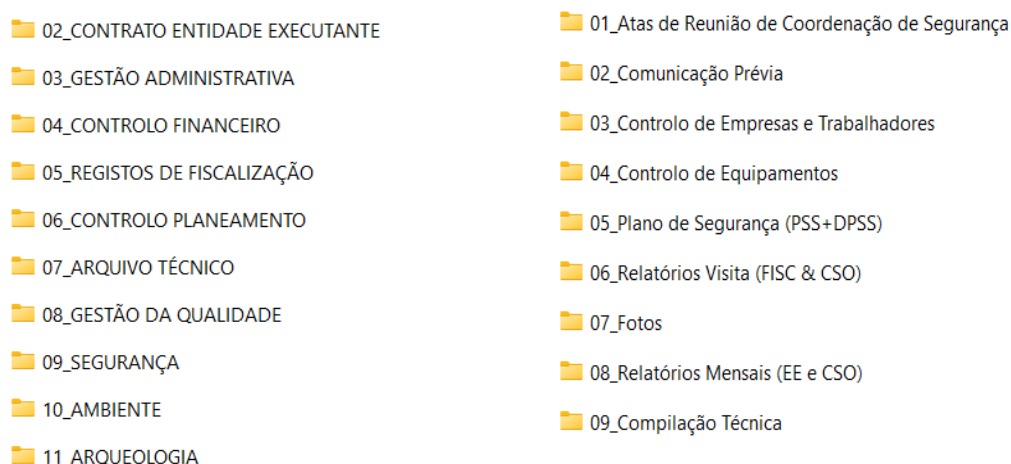 02_CONTRATO ENTIDADE EXECUTANTE
03_GESTÃO ADMINISTRATIVA
04_CONTROLO FINANCEIRO
05_REGISTOS DE FISCALIZAÇÃO
06_CONTROLO PLANEAMENTO
07_ARQUIVO TÉCNICO
08_GESTÃO DA QUALIDADE
09_SEGURANÇA
10_AMBIENTE
11_ARQUEOLOGIA
01_Atas de Reunião de Coordenação de Segurança
02_Comunicação Prévia
03_Controlo de Empresas e Trabalhadores
04_Controlo de Equipamentos
05_Plano de Segurança (PSS+DPSS)
06_Relatórios Visita (FISC & CSO)
07_Fotos
08_Relatórios Mensais (EE e CSO)
09_Compilação Técnica